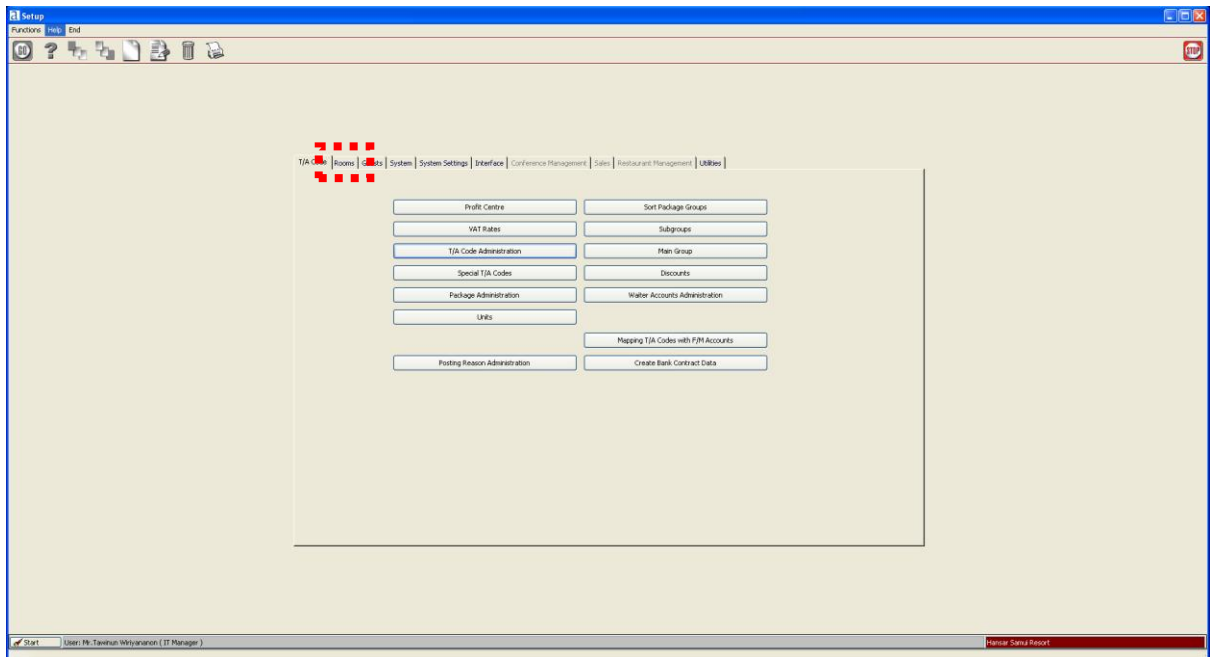 Setup
Functions Help End
GO ? STOP
T/A Rooms System System Settings Interface Conference Management Sales Restaurant Management Utilities
Profit Centre Sort Package Groups
VAT Rates Subgroups
T/A Code Administration Main Group
Special T/A Codes Discounts
Package Administration Waiter Accounts Administration
Units
Mapping T/A Codes with F/M Accounts
Posting Reason Administration Create Bank Contract Data
Start User: Mr.Tawinun Wiriyananon ( IT Manager ) Hansar Samui Resort